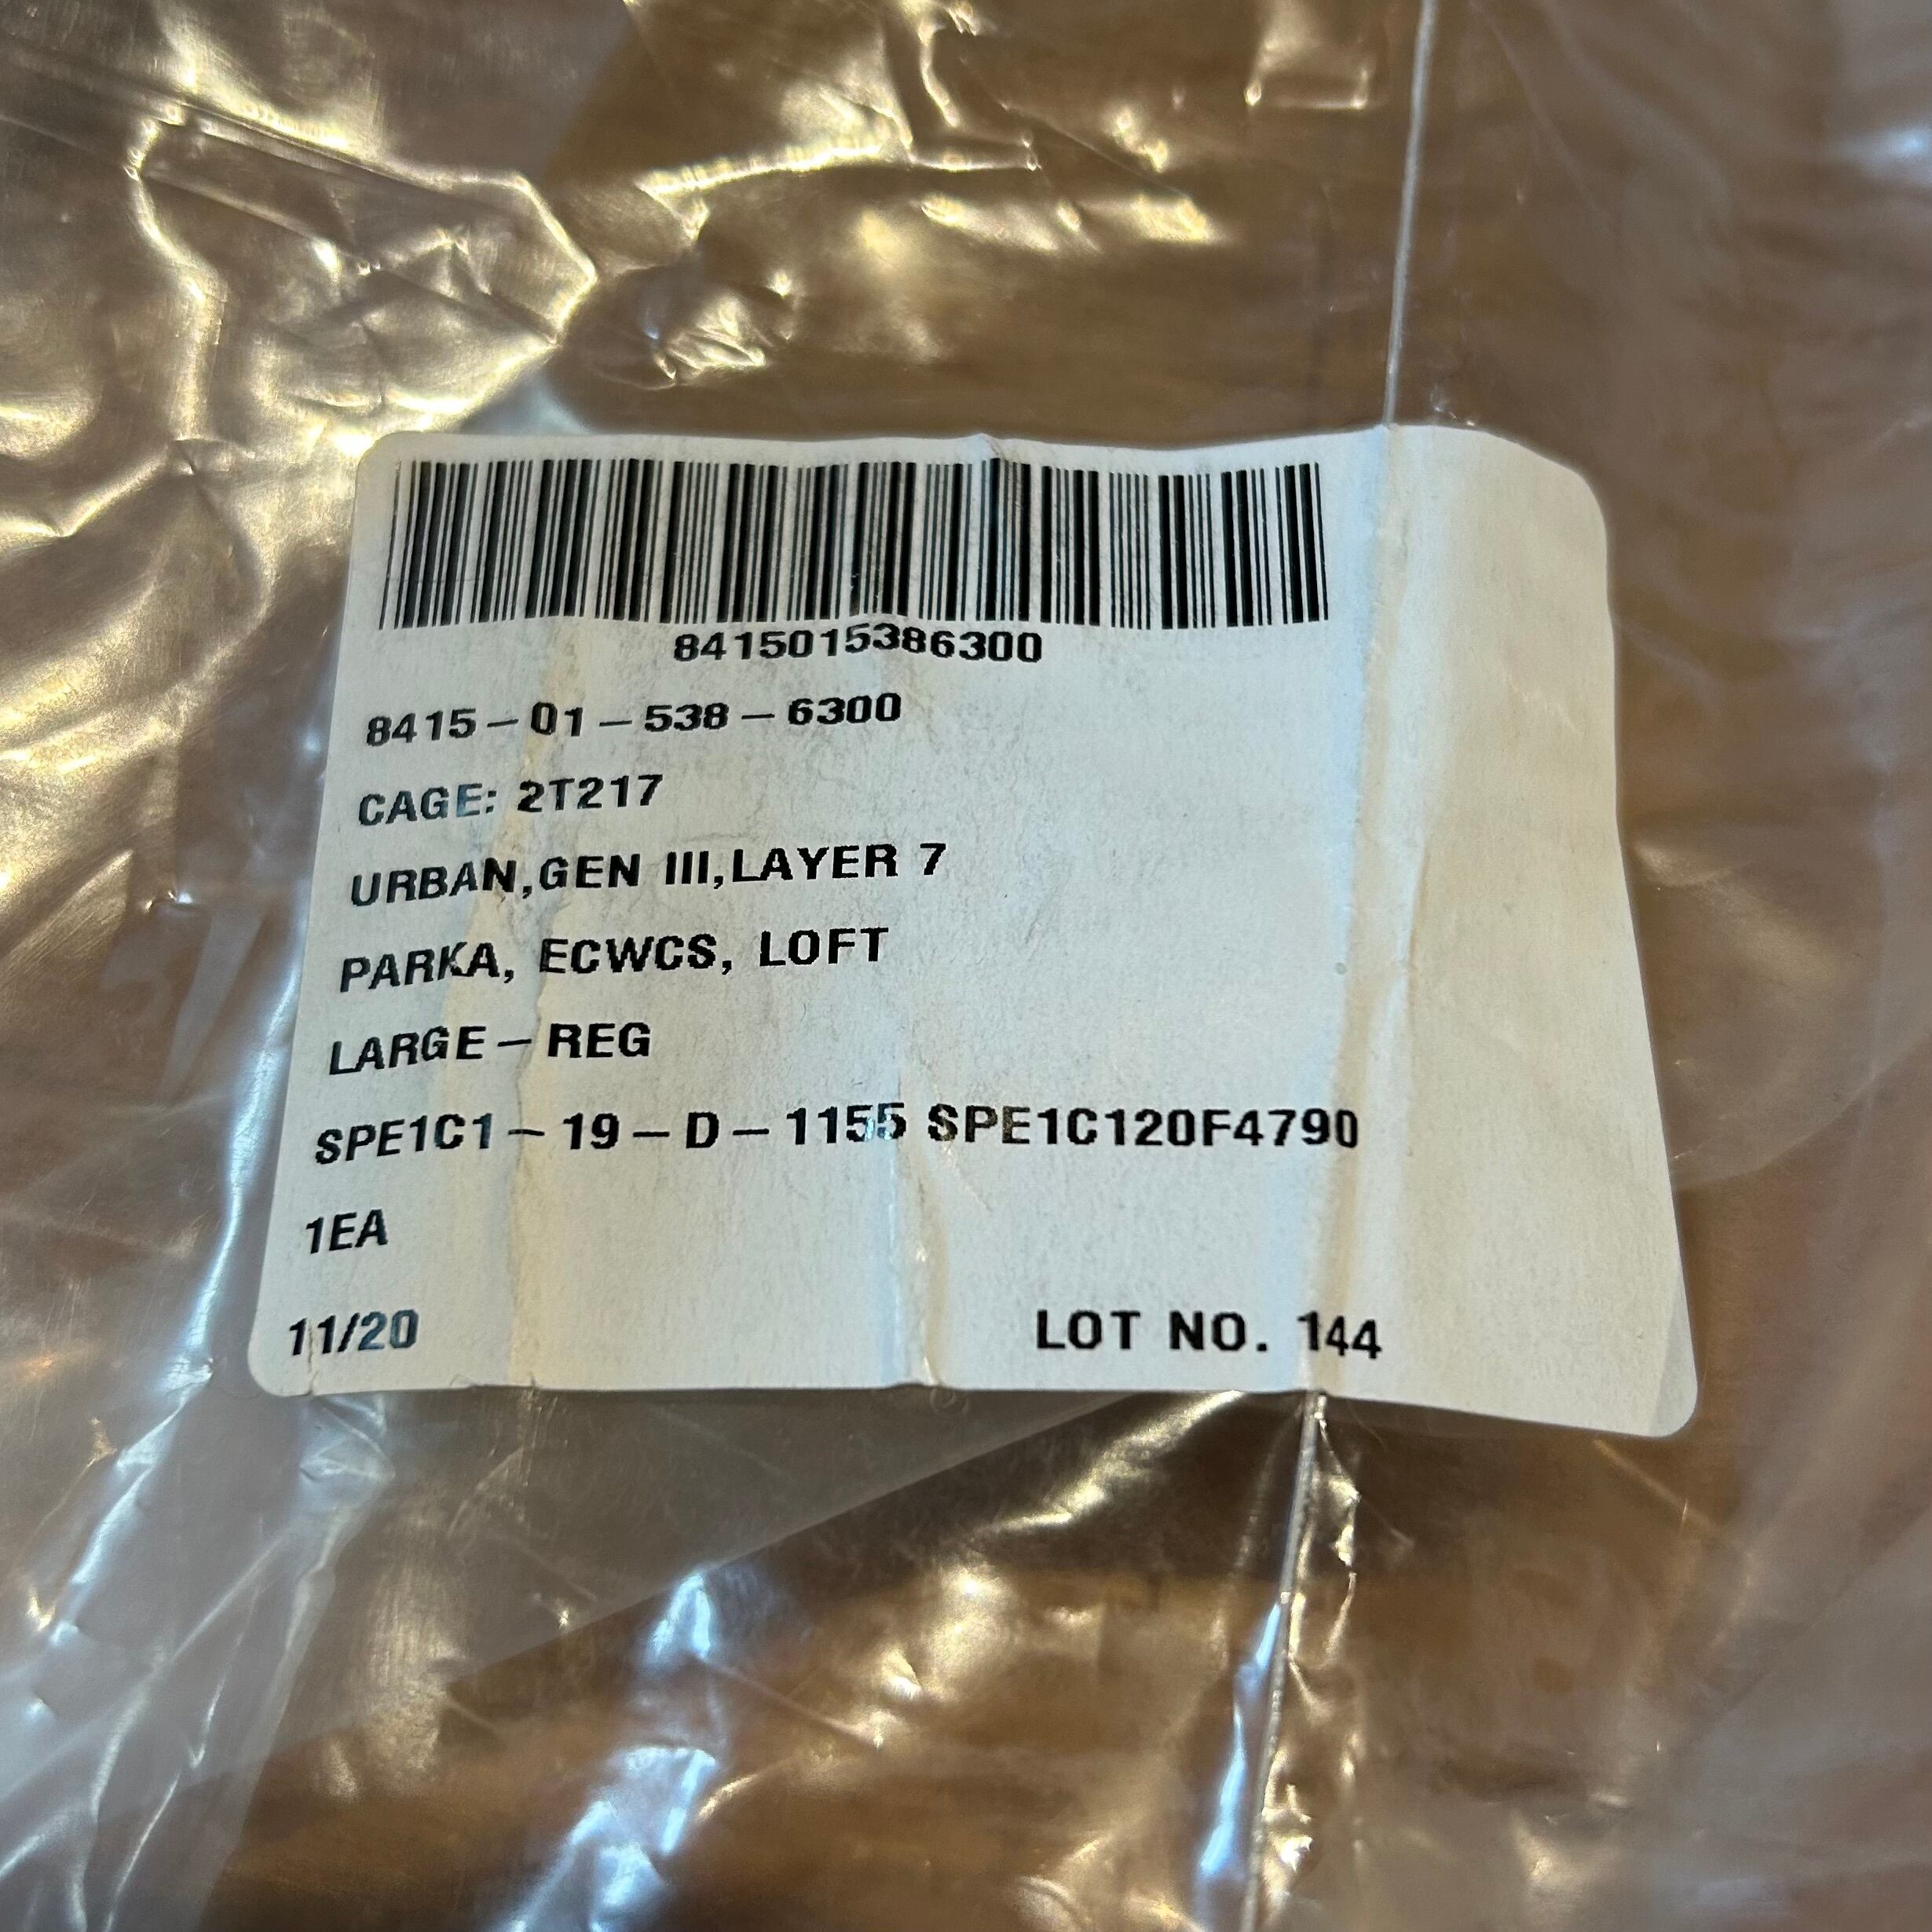 8415015386300
8415-01-538-6300
CAGE: 2T217
URBAN,GEN III,LAYER 7
PARKA, ECWCS, LOFT
LARGE-REG
SPE1C1-19-D-1155 SPE1C120F4790
1EA
11/20 LOT NO. 144